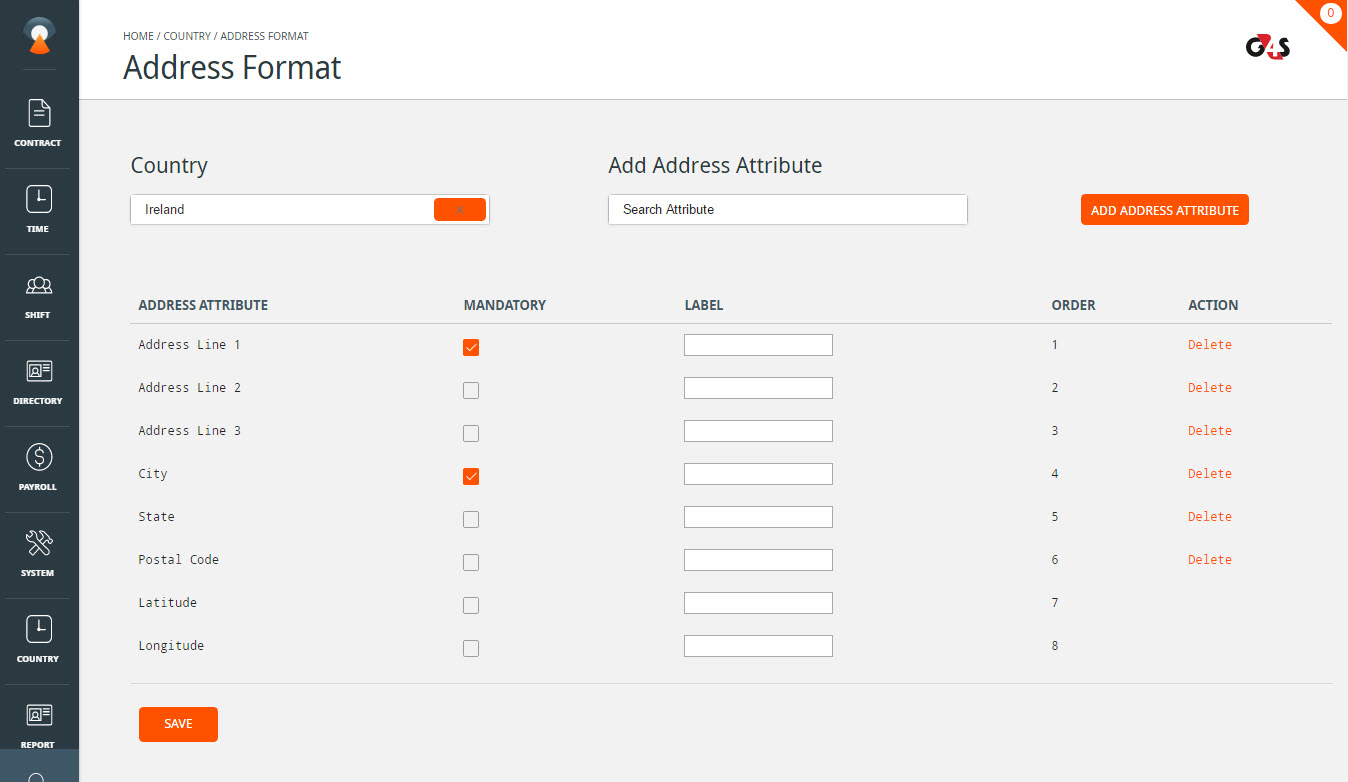 0
HOME / COUNTRY / ADDRESS FORMAT
Address Format
G4S
CONTRACT
TIME
SHIFT
DIRECTORY
PAYROLL
SYSTEM
COUNTRY
REPORT
Country Add Address Attribute
Ireland Search Attribute ADD ADDRESS ATTRIBUTE
ADDRESS ATTRIBUTE MANDATORY LABEL ORDER ACTION
Address Line 1 1 Delete
Address Line 2 2 Delete
Address Line 3 3 Delete
City 4 Delete
State 5 Delete
Postal Code 6 Delete
Latitude 7
Longitude 8
SAVE